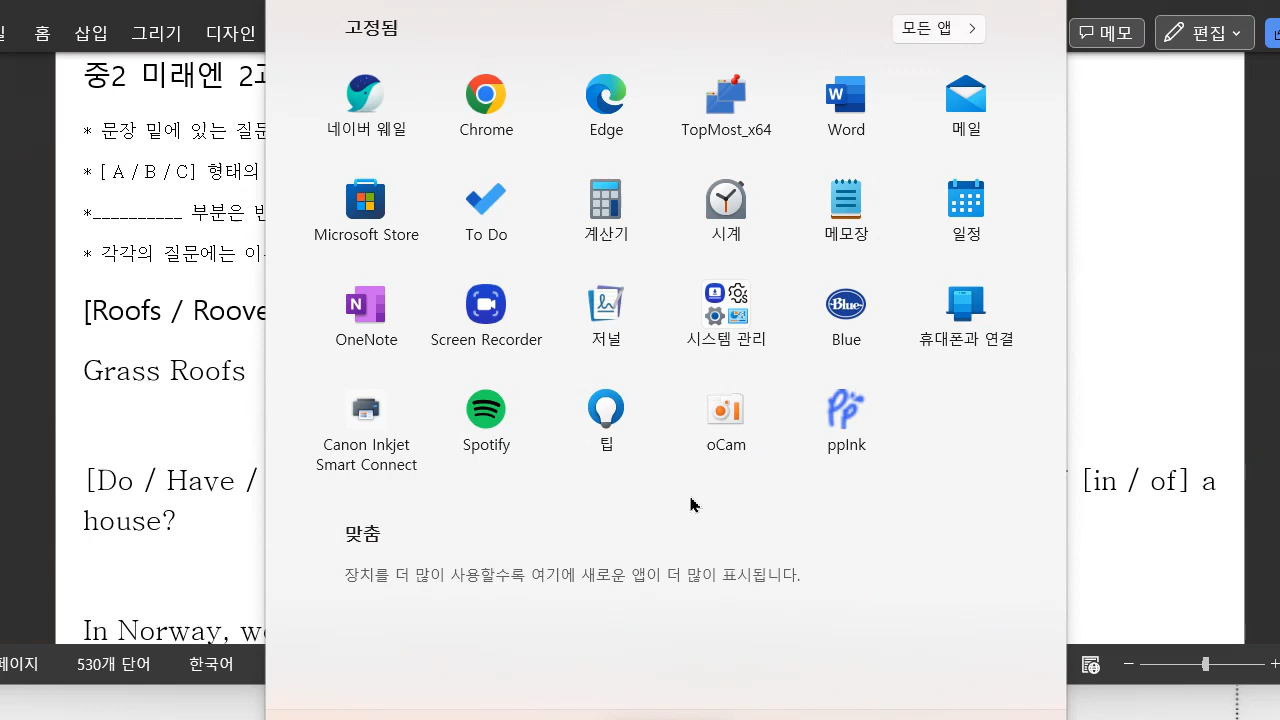 홈 삽입 그리기 디자인
메모 편집
고정됨
모든 앱
중2 미래엔 2
* 문장 밑에 있는 질문
* [ A / B / C] 형태의
*__________ 부분은 빈
* 각각의 질문에는 이
[Roofs / Roove
Grass Roofs
[Do / Have /
[in / of] a
house?
In Norway, we
네이버 웨일
Chrome
Edge
TopMost_x64
Word
메일
Microsoft Store
To Do
계산기
시계
메모장
일정
OneNote
Screen Recorder
저널
시스템 관리
Blue
Blue
휴대폰과 연결
Canon Inkjet
Smart Connect
Spotify
팁
oCam
ppInk
맞춤
장치를 더 많이 사용할수록 여기에 새로운 앱이 더 많이 표시됩니다.
페이지 530개 단어 한국어